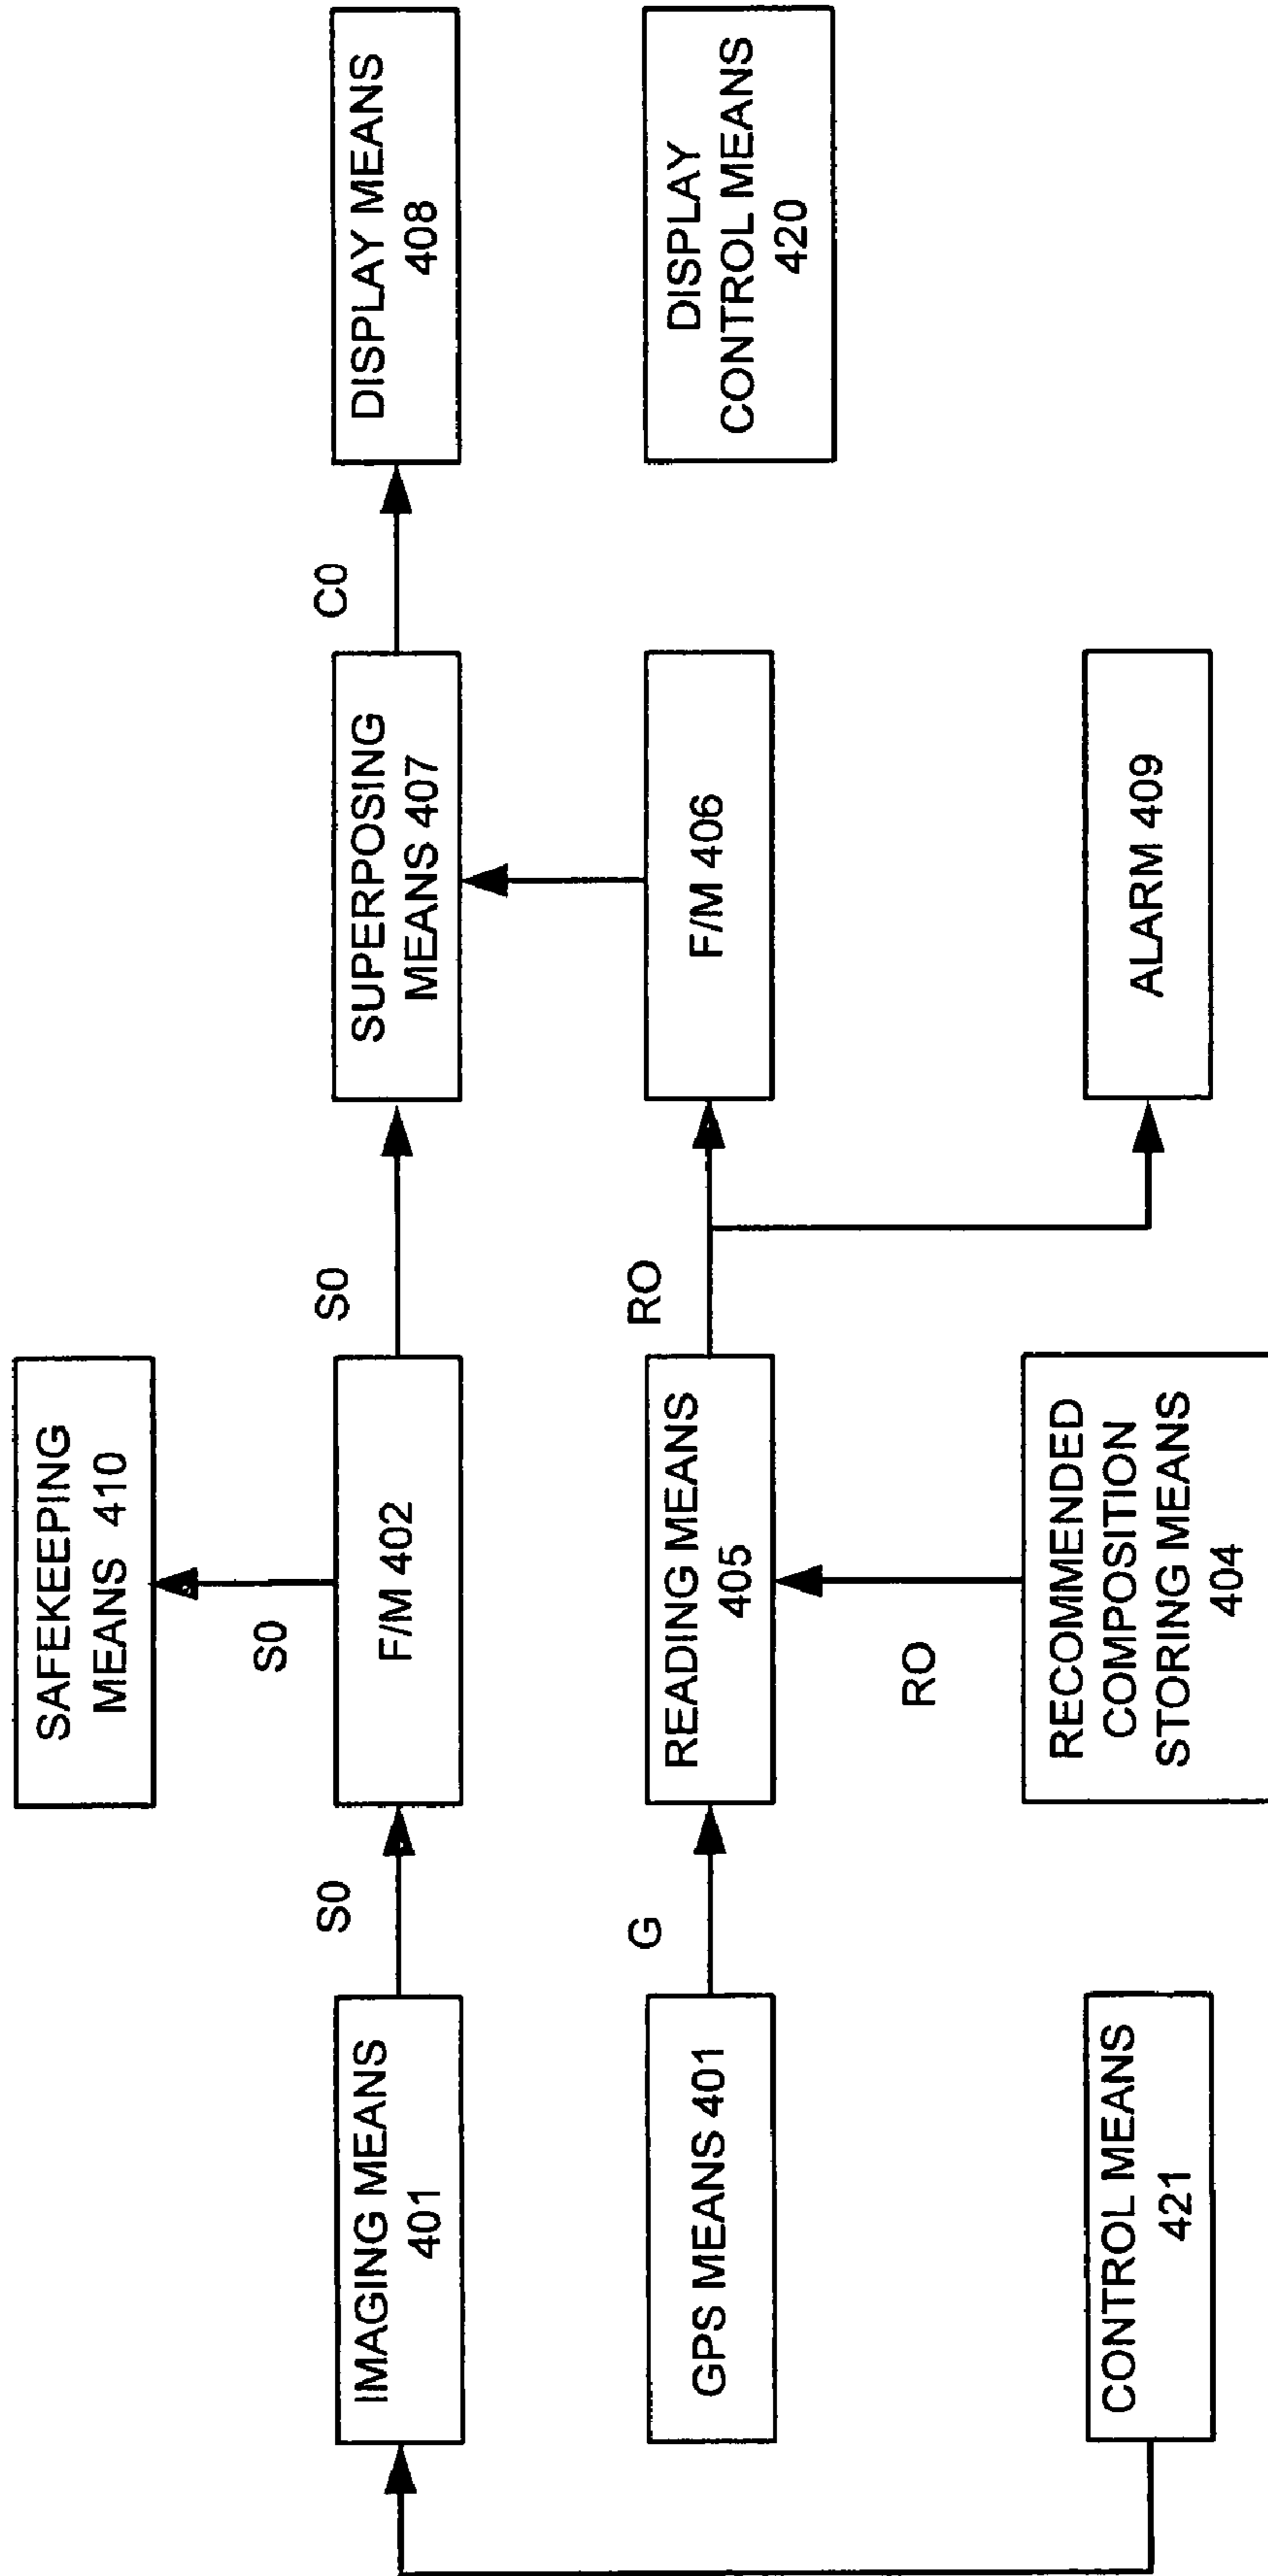 SAFEKEEPING
MEANS 410
S0
S0
S0
C0
IMAGING MEANS
401
F/M 402
SUPERPOSING
MEANS 407
DISPLAY MEANS
408
G
RO
GPS MEANS 401
READING MEANS
405
F/M 406
DISPLAY
CONTROL MEANS
420
RO
CONTROL MEANS
421
RECOMMENDED
COMPOSITION
STORING MEANS
404
ALARM 409